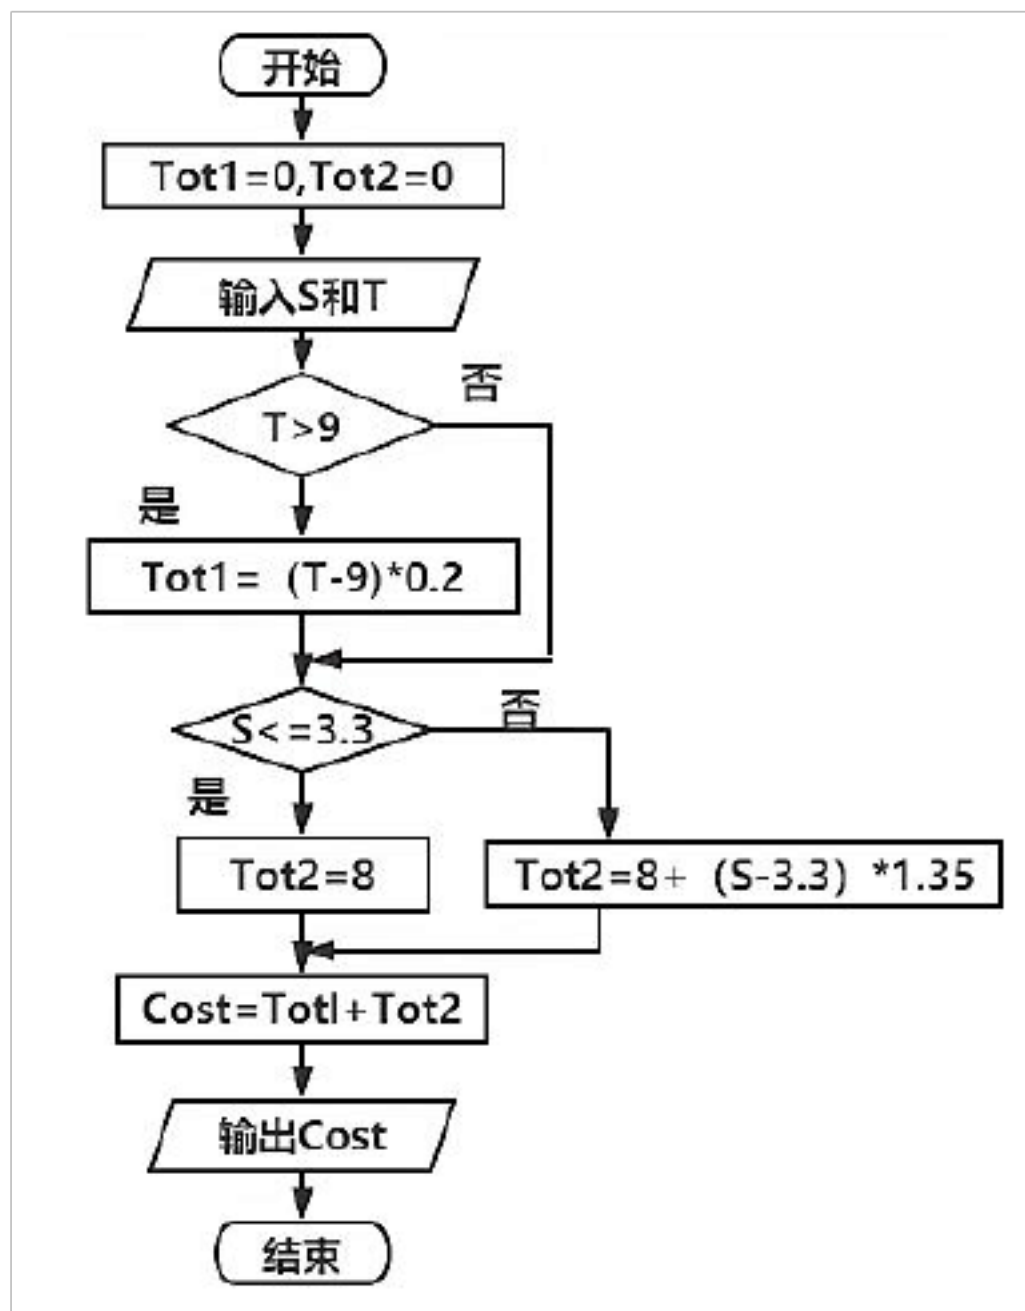 开始
Tot1=0,Tot2=0
输入S和T
否
T>9
是
Tot1= (T-9)*0.2
否
S<=3.3
是
Tot2=8
Tot2=8+ (S-3.3) *1.35
Cost=Totl+Tot2
输出Cost
结束